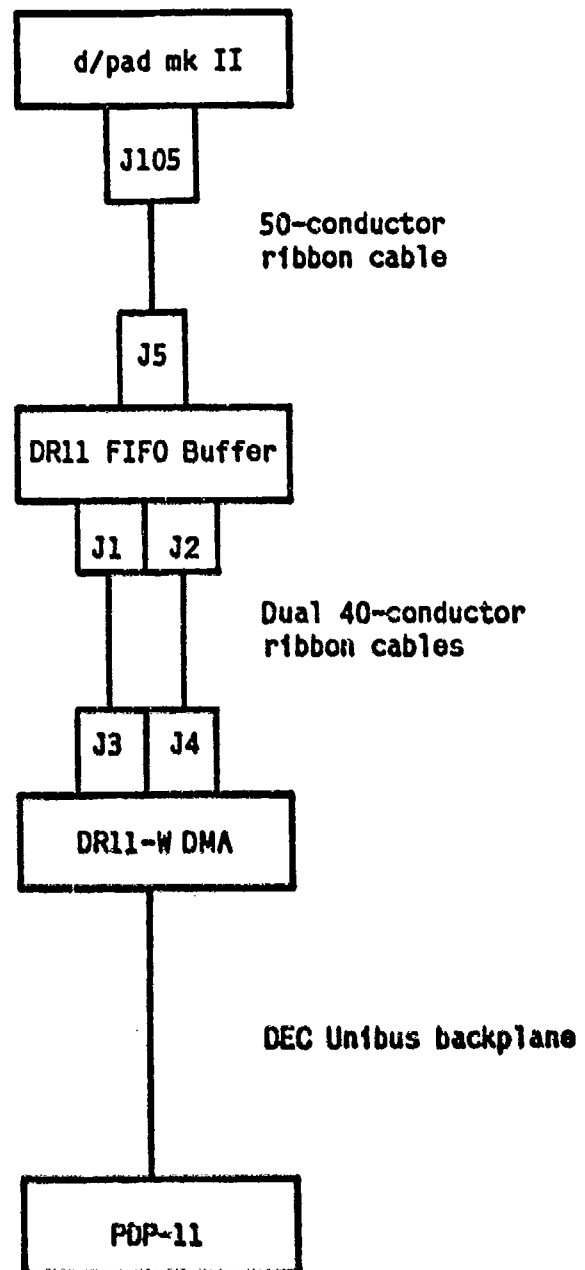 d/pad mk II
J105
50-conductor
ribbon cable
J5
DR11 FIFO Buffer
J1 J2
Dual 40-conductor
ribbon cables
J3 J4
DR11-W DMA
DEC Unibus backplane
PDP-11